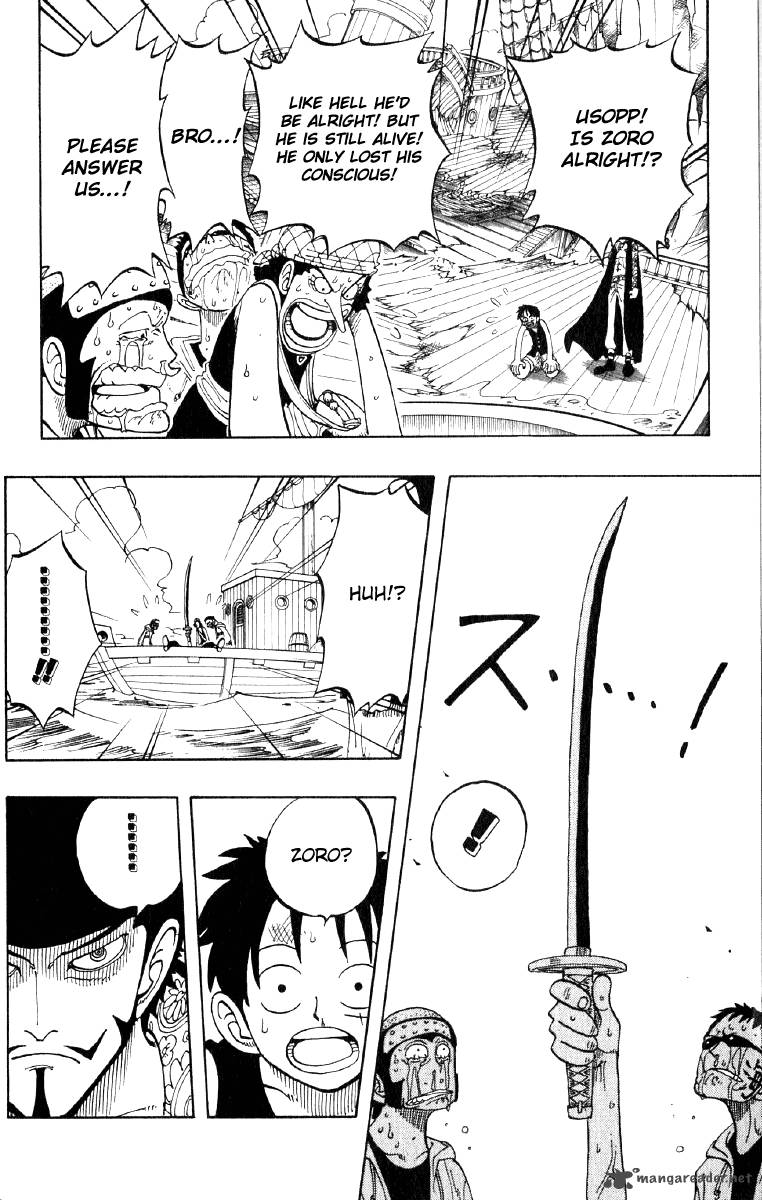 USOPP!
IS ZORO
ALRIGHT!?
LIKE HELL HE'D
BE ALRIGHT! BUT
HE IS STILL ALIVE!
HE ONLY LOST HIS
CONSCIOUS!
BRO...!
PLEASE
ANSWER
US...!
ス....!
!
HUH!?
..........!!
ZORO?
......
mangareader.net